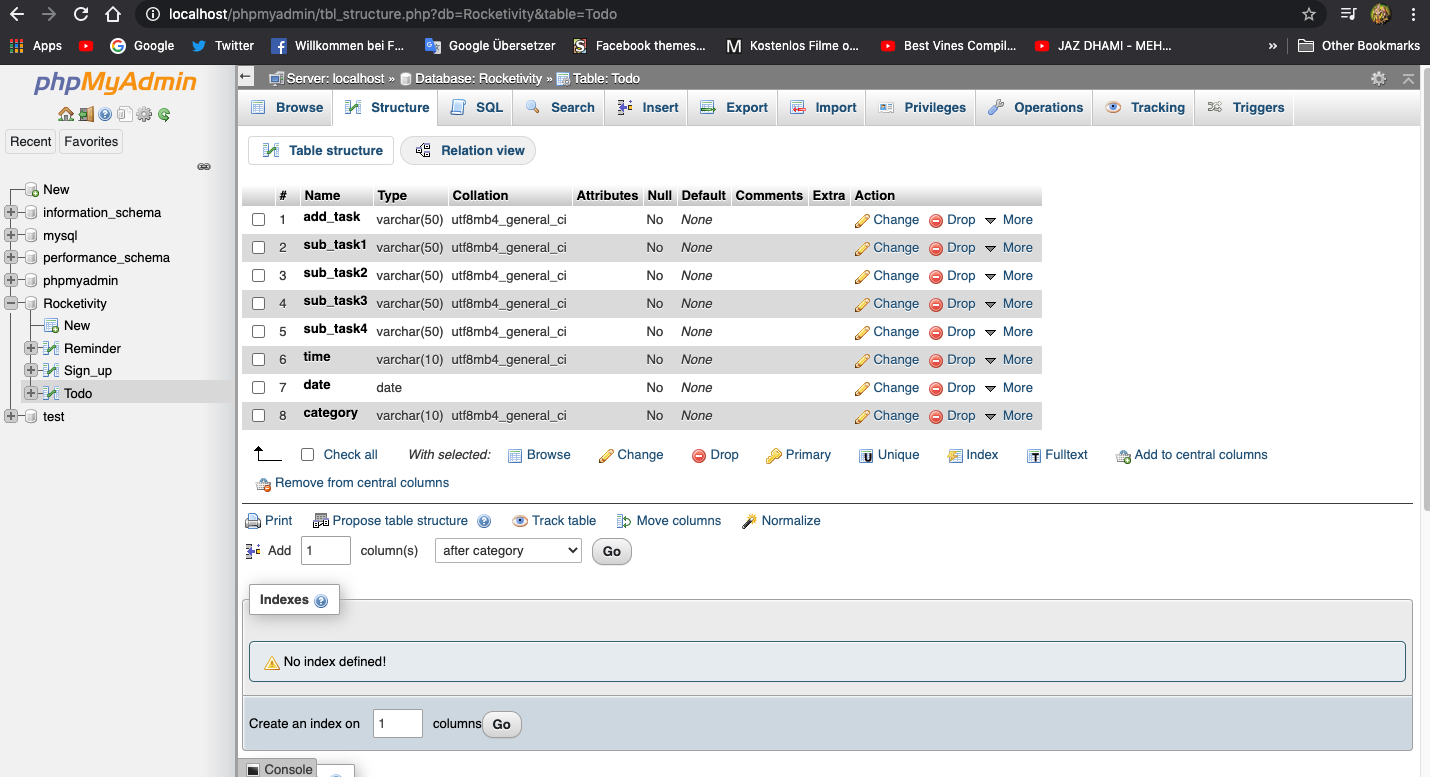 localhost/phpmyadmin/tbl_structure.php?db=Rocketivity&table=Todo
Apps Google Twitter Willkommen bei F... Google Übersetzer Facebook themes... Kostenlos Filme o... Best Vines Compil... JAZ DHAMI - MEH... » Other Bookmarks
phpMyAdmin
Recent Favorites
New
information_schema
mysql
performance_schema
phpmyadmin
Rocketivity
New
Reminder
Sign_up
Todo
test
Server: localhost » Database: Rocketivity » Table: Todo
Browse Structure SQL Search Insert Export Import Privileges Operations Tracking Triggers
Table structure Relation view
# Name Type Collation Attributes Null Default Comments Extra Action
1 add_task varchar(50) utf8mb4_general_ci No None Change Drop More
2 sub_task1 varchar(50) utf8mb4_general_ci No None Change Drop More
3 sub_task2 varchar(50) utf8mb4_general_ci No None Change Drop More
4 sub_task3 varchar(50) utf8mb4_general_ci No None Change Drop More
5 sub_task4 varchar(50) utf8mb4_general_ci No None Change Drop More
6 time varchar(10) utf8mb4_general_ci No None Change Drop More
7 date date No None Change Drop More
8 category varchar(10) utf8mb4_general_ci No None Change Drop More
Check all With selected: Browse Change Drop Primary Unique Index Fulltext Add to central columns
Remove from central columns
Print Propose table structure Track table Move columns Normalize
Add 1 column(s) after category Go
Indexes
No index defined!
Create an index on 1 columns Go
Console